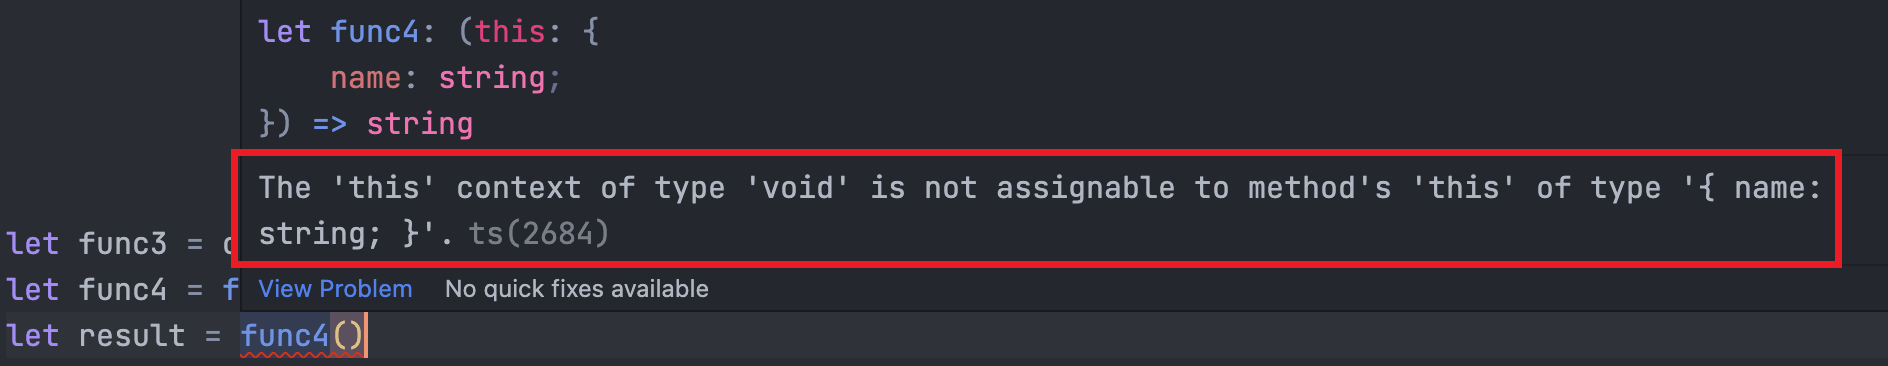 let func4: (this: {
    name: string;
}) => string
The 'this' context of type 'void' is not assignable to method's 'this' of type '{ name:
string; }'. ts(2684)
let func3 =
let func4 = f
View Problem No quick fixes available
let result = func4()